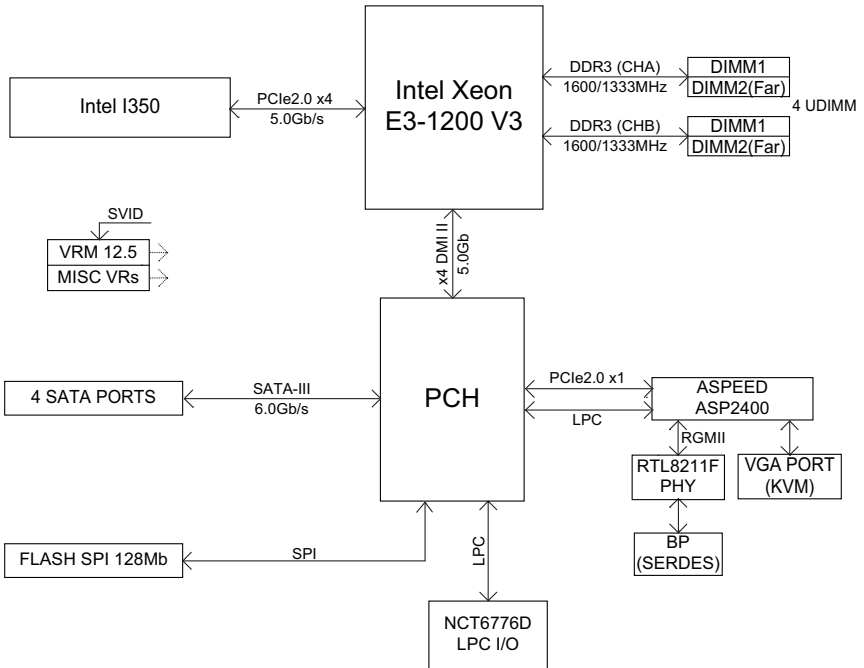 Intel I350
PCIe2.0 x4
5.0Gb/s
Intel Xeon
E3-1200 V3
DDR3 (CHA)
1600/1333MHz
DIMM1
DIMM2(Far)
4 UDIMM
DDR3 (CHB)
1600/1333MHz
DIMM1
DIMM2(Far)
SVID
VRM 12.5
MISC VRs
x4 DMI II
5.0Gb
4 SATA PORTS
SATA-III
6.0Gb/s
PCH
PCIe2.0 x1
LPC
ASPEED
ASP2400
RGMII
RTL8211F
PHY
VGA PORT
(KVM)
BP
(SERDES)
FLASH SPI 128Mb
SPI
LPC
NCT6776D
LPC I/O